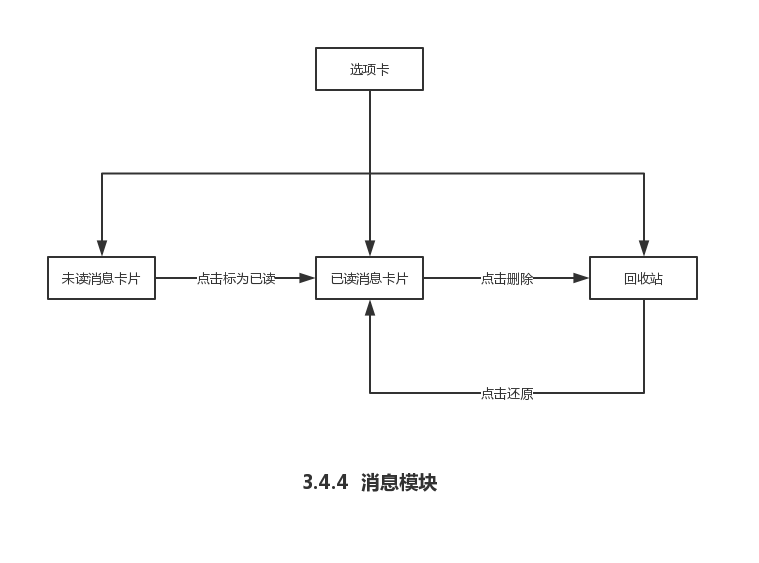 选项卡
未读消息卡片
点击标为已读
已读消息卡片
点击删除
回收站
点击还原
3.4.4 消息模块